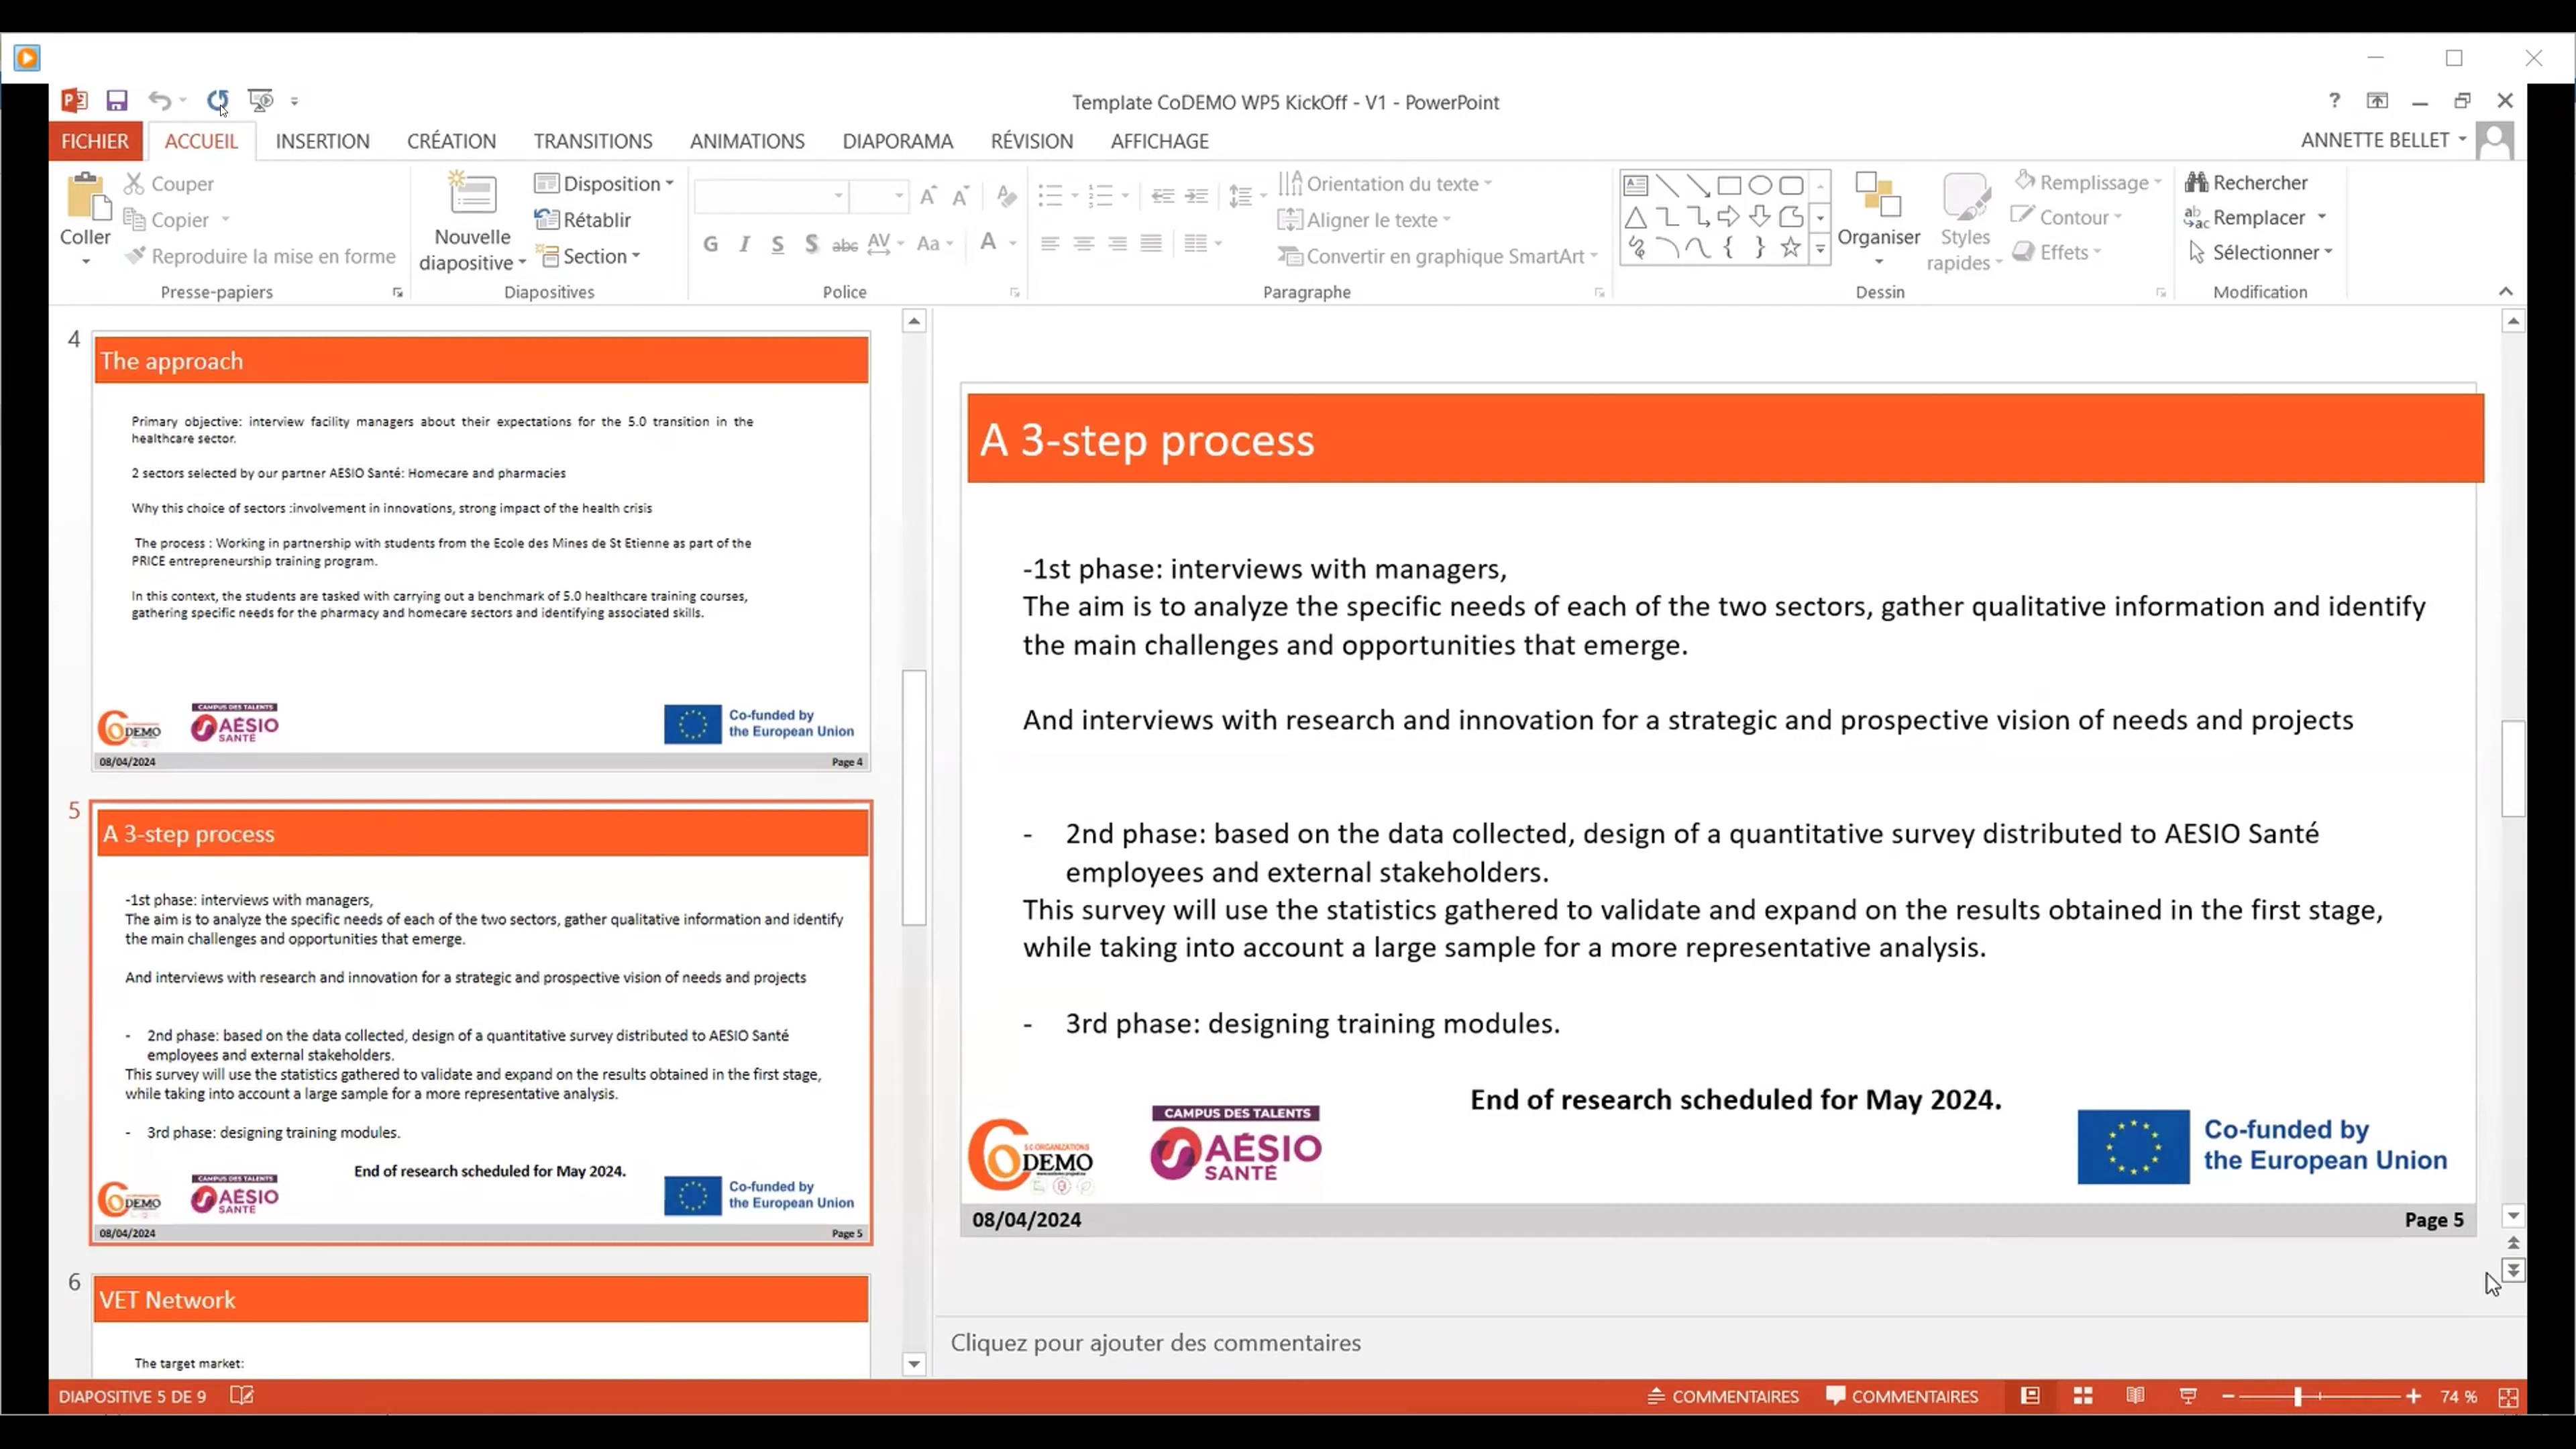 Template CoDEMO WP5 KickOff - V1 - PowerPoint
?
FICHIER ACCUEIL INSERTION CRÉATION TRANSITIONS ANIMATIONS DIAPORAMA RÉVISION AFFICHAGE
ANNETTE BELLET
Coller
Couper
Copier
Reproduire la mise en forme
Presse-papiers
Nouvelle
diapositive
Disposition
Rétablir
Section
Diapositives
G I S S abc AV Aa A
Police
Orientation du texte
Aligner le texte
Convertir en graphique SmartArt
Paragraphe
Organiser
Styles
rapides
Remplissage
Contour
Effets
Dessin
Rechercher
Remplacer
Sélectionner
Modification
4
The approach
Primary objective: interview facility managers about their expectations for the 5.0 transition in the
healthcare sector.
2 sectors selected by our partner AESIO Santé: Homecare and pharmacies
Why this choice of sectors :involvement in innovations, strong impact of the health crisis
The process : Working in partnership with students from the Ecole des Mines de St Etienne as part of the
PRICE entrepreneurship training program.
In this context, the students are tasked with carrying out a benchmark of 5.0 healthcare training courses,
gathering specific needs for the pharmacy and homecare sectors and identifying associated skills.
DEMO
CAMPUS DES TALENTS
AÉSIO
SANTÉ
Co-funded by
the European Union
08/04/2024 Page 4
5
A 3-step process
-1st phase: interviews with managers,
The aim is to analyze the specific needs of each of the two sectors, gather qualitative information and identify
the main challenges and opportunities that emerge.
And interviews with research and innovation for a strategic and prospective vision of needs and projects
- 2nd phase: based on the data collected, design of a quantitative survey distributed to AESIO Santé
employees and external stakeholders.
This survey will use the statistics gathered to validate and expand on the results obtained in the first stage,
while taking into account a large sample for a more representative analysis.
- 3rd phase: designing training modules.
End of research scheduled for May 2024.
DEMO
CAMPUS DES TALENTS
AÉSIO
SANTÉ
Co-funded by
the European Union
08/04/2024 Page 5
6
VET Network
The target market:
A 3-step process
-1st phase: interviews with managers,
The aim is to analyze the specific needs of each of the two sectors, gather qualitative information and identify
the main challenges and opportunities that emerge.
And interviews with research and innovation for a strategic and prospective vision of needs and projects
- 2nd phase: based on the data collected, design of a quantitative survey distributed to AESIO Santé
employees and external stakeholders.
This survey will use the statistics gathered to validate and expand on the results obtained in the first stage,
while taking into account a large sample for a more representative analysis.
- 3rd phase: designing training modules.
End of research scheduled for May 2024.
ORGANIZATIONS
DEMO
CAMPUS DES TALENTS
AÉSIO
SANTÉ
Co-funded by
the European Union
08/04/2024 Page 5
Cliquez pour ajouter des commentaires
DIAPOSITIVE 5 DE 9 COMMENTAIRES COMMENTAIRES 74 %